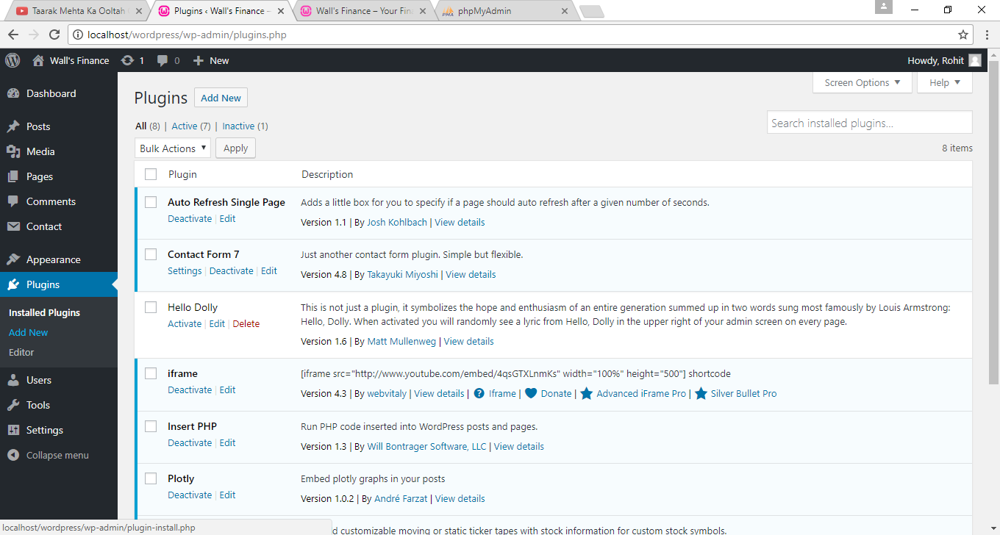 Taarak Mehta Ka Ooltah
Plugins ‹ Wall's Finance –
Wall's Finance – Your Fin
phpMyAdmin
localhost/wordpress/wp-admin/plugins.php
Wall's Finance 1 0 New
Howdy, Rohit
Dashboard
Posts
Media
Pages
Comments
Contact
Appearance
Plugins
Installed Plugins
Add New
Editor
Users
Tools
Settings
Collapse menu
Screen Options
Help
Plugins Add New
All (8) | Active (7) | Inactive (1)
Search installed plugins...
Bulk Actions Apply
8 items
Plugin Description
Auto Refresh Single Page
Deactivate | Edit
Adds a little box for you to specify if a page should auto refresh after a given number of seconds.
Version 1.1 | By Josh Kohlbach | View details
Contact Form 7
Settings | Deactivate | Edit
Just another contact form plugin. Simple but flexible.
Version 4.8 | By Takayuki Miyoshi | View details
Hello Dolly
Activate | Edit | Delete
This is not just a plugin, it symbolizes the hope and enthusiasm of an entire generation summed up in two words sung most famously by Louis Armstrong:
Hello, Dolly. When activated you will randomly see a lyric from Hello, Dolly in the upper right of your admin screen on every page.
Version 1.6 | By Matt Mullenweg | View details
iframe
Deactivate | Edit
[iframe src="http://www.youtube.com/embed/4qsGTXLnmKs" width="100%" height="500"] shortcode
Version 4.3 | By webvitaly | View details | Iframe | Donate | Advanced iFrame Pro | Silver Bullet Pro
Insert PHP
Deactivate | Edit
Run PHP code inserted into WordPress posts and pages.
Version 1.3 | By Will Bontrager Software, LLC | View details
Plotly
Deactivate | Edit
Embed plotly graphs in your posts
Version 1.0.2 | By André Farzat | View details
d customizable moving or static ticker tapes with stock information for custom stock symbols.
localhost/wordpress/wp-admin/plugin-install.php